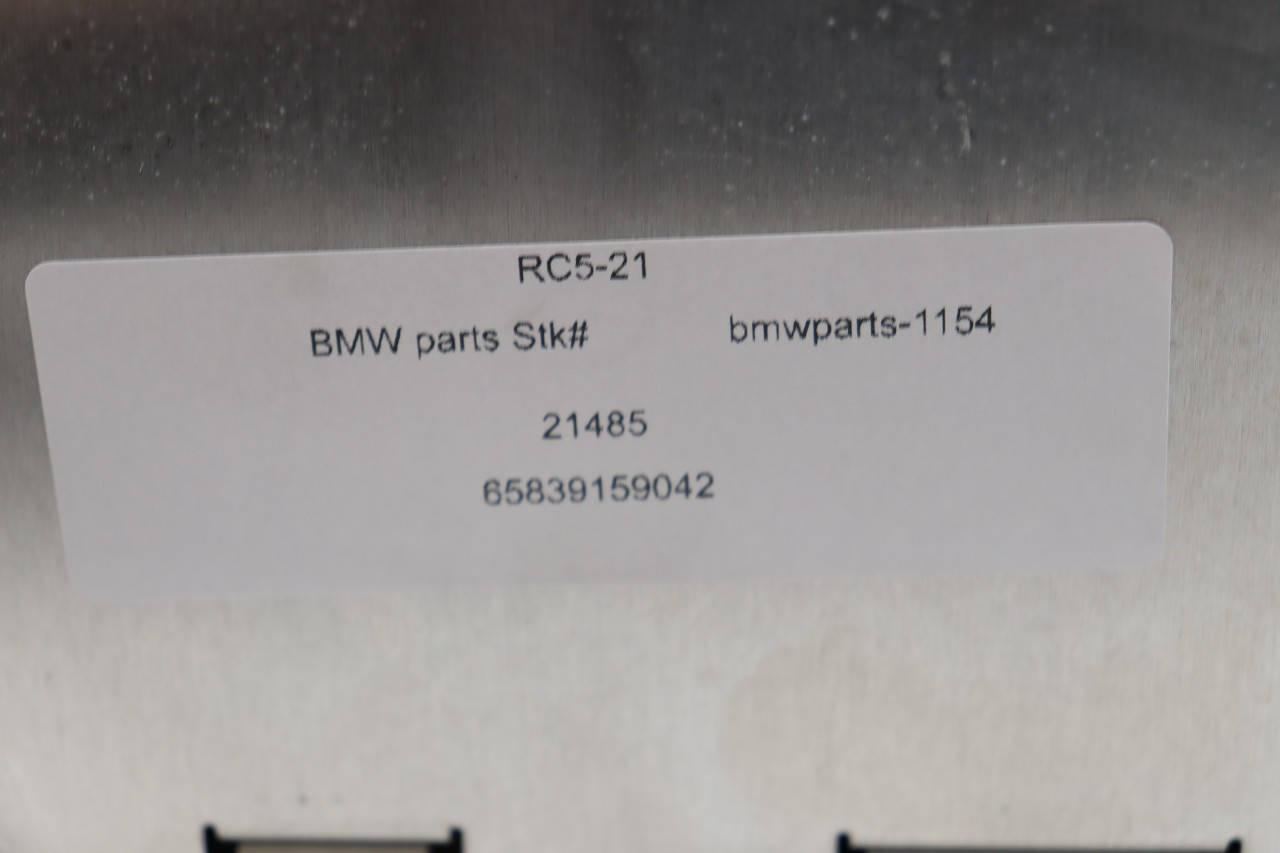 RC5-21
BMW parts Stk# bmwparts-1154
21485
65839159042